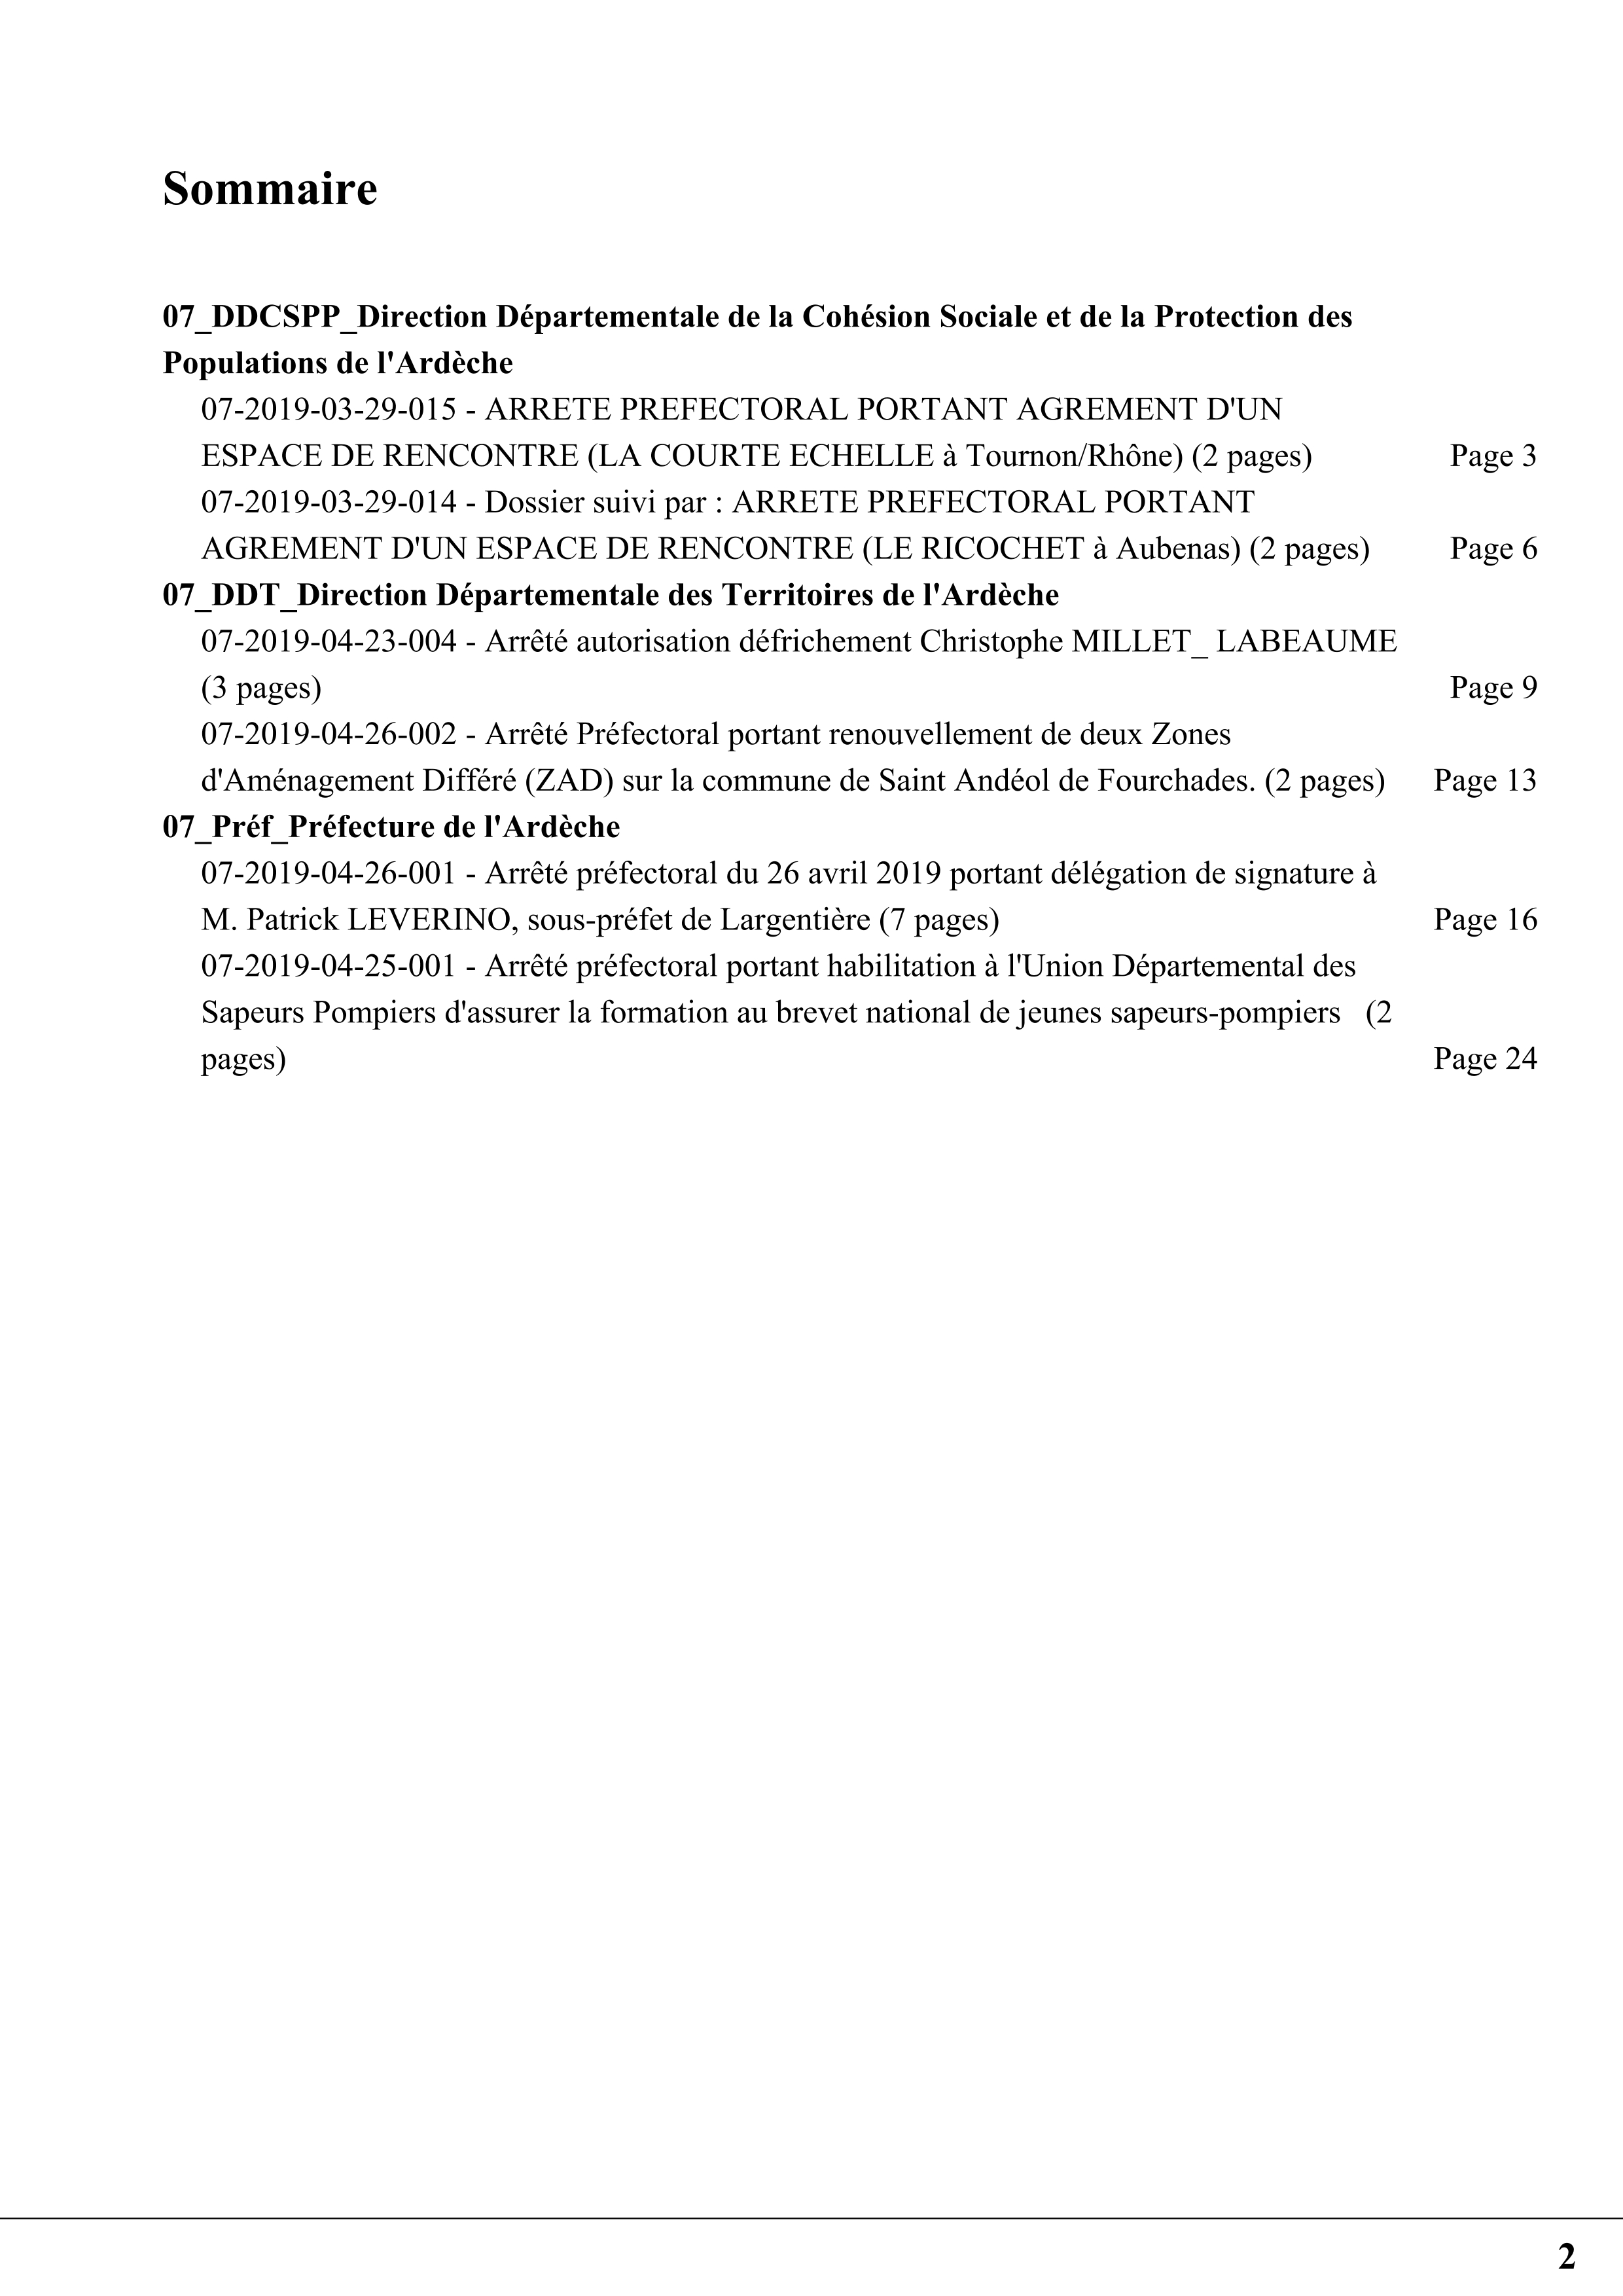 Sommaire
07_DDCSPP_Direction Départementale de la Cohésion Sociale et de la Protection des
Populations de l'Ardèche
07-2019-03-29-015 - ARRETE PREFECTORAL PORTANT AGREMENT D'UN
ESPACE DE RENCONTRE (LA COURTE ECHELLE à Tournon/Rhône) (2 pages) Page 3
07-2019-03-29-014 - Dossier suivi par : ARRETE PREFECTORAL PORTANT
AGREMENT D'UN ESPACE DE RENCONTRE (LE RICOCHET à Aubenas) (2 pages) Page 6
07_DDT_Direction Départementale des Territoires de l'Ardèche
07-2019-04-23-004 - Arrêté autorisation défrichement Christophe MILLET_ LABEAUME
(3 pages) Page 9
07-2019-04-26-002 - Arrêté Préfectoral portant renouvellement de deux Zones
d'Aménagement Différé (ZAD) sur la commune de Saint Andéol de Fourchades. (2 pages) Page 13
07_Préf_Préfecture de l'Ardèche
07-2019-04-26-001 - Arrêté préfectoral du 26 avril 2019 portant délégation de signature à
M. Patrick LEVERINO, sous-préfet de Largentière (7 pages) Page 16
07-2019-04-25-001 - Arrêté préfectoral portant habilitation à l'Union Départemental des
Sapeurs Pompiers d'assurer la formation au brevet national de jeunes sapeurs-pompiers (2
pages) Page 24
2